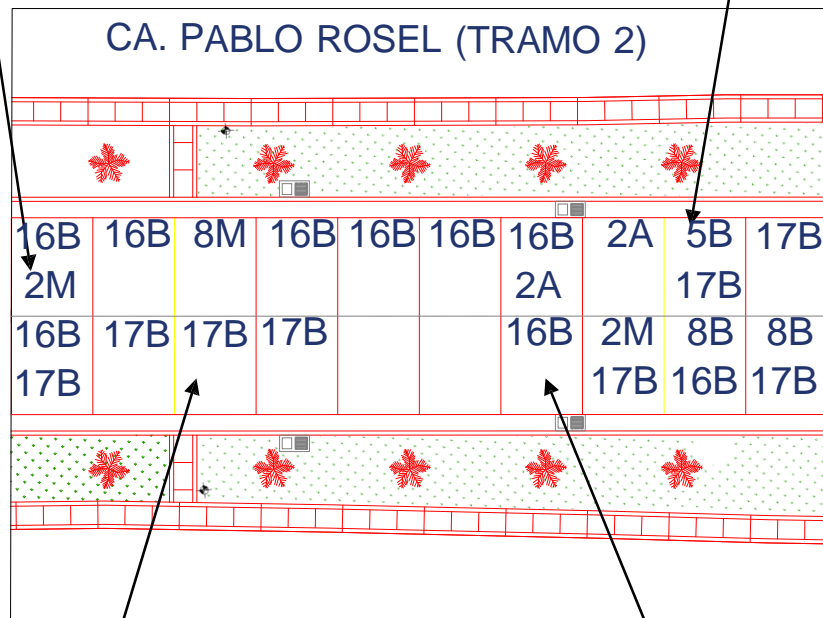 CA. PABLO ROSEL (TRAMO 2)
16B 16B 8M 16B 16B 16B 16B 2A 5B 17B
2M 2A 17B
16B 17B 17B 17B 16B 2M 8B 8B
17B 17B 16B 17B